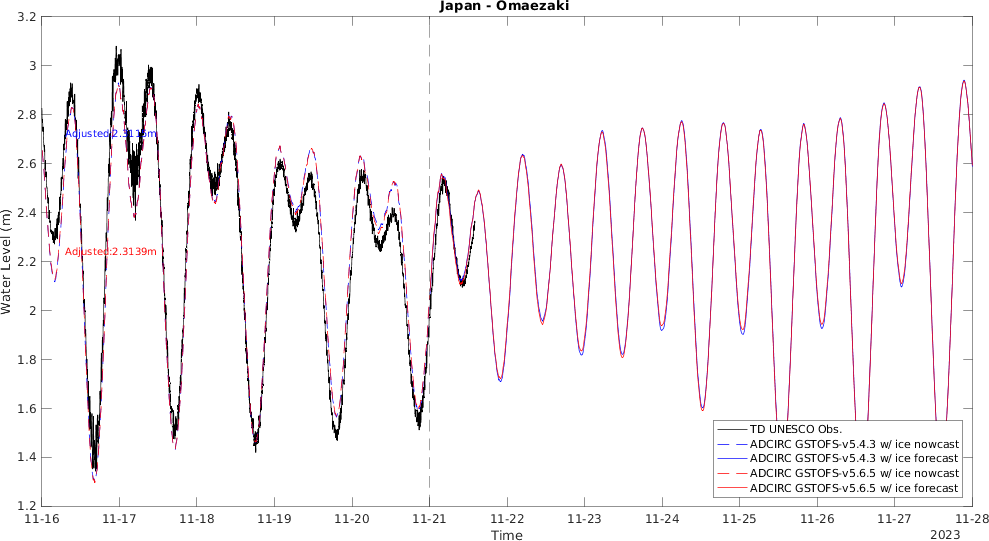 Japan - Omaezaki
3.2
3
2.8
2.6
2.4
2.2
2
1.8
1.6
1.4
1.2
Water Level (m)
Adjusted:2.3115m
Adjusted:2.3139m
TD UNESCO Obs.
ADCIRC GSTOFS-v5.4.3 w/ ice nowcast
ADCIRC GSTOFS-v5.4.3 w/ ice forecast
ADCIRC GSTOFS-v5.6.5 w/ ice nowcast
ADCIRC GSTOFS-v5.6.5 w/ ice forecast
11-16 11-17 11-18 11-19 11-20 11-21 11-22 11-23 11-24 11-25 11-26 11-27 11-28
Time
2023